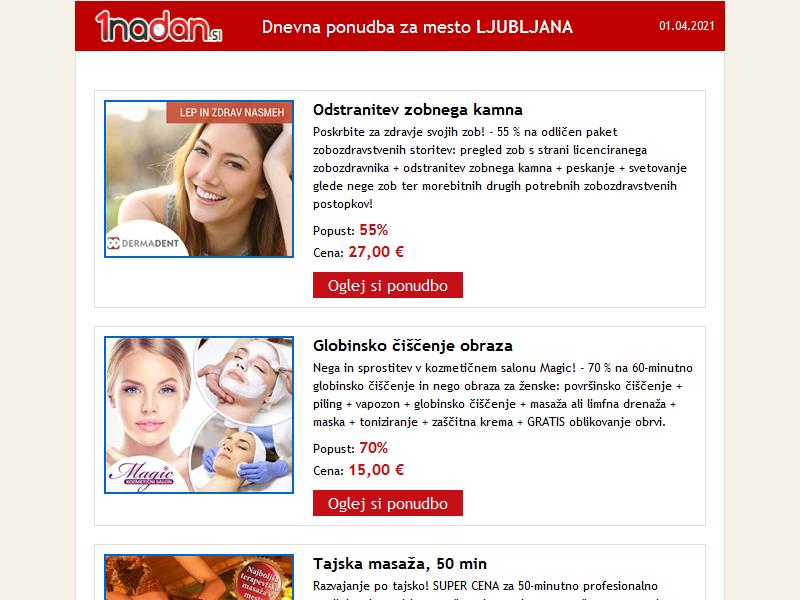 1nadan.si
Dnevna ponudba za mesto LJUBLJANA
01.04.2021
LEP IN ZDRAV NASMEH
DERMADENT
Odstranitev zobnega kamna
Poskrbite za zdravje svojih zob! - 55 % na odličen paket
zobozdravstvenih storitev: pregled zob s strani licenciranega
zobozdravnika + odstranitev zobnega kamna + peskanje + svetovanje
glede nege zob ter morebitnih drugih potrebnih zobozdravstvenih
postopkov!
Popust: 55%
Cena: 27,00 €
Oglej si ponudbo
Magic
KOZMETIČNI SALON
Globinsko čiščenje obraza
Nega in sprostitev v kozmetičnem salonu Magic! - 70 % na 60-minutno
globinsko čiščenje in nego obraza za ženske: površinsko čiščenje +
piling + vapozon + globinsko čiščenje + masaža ali limfna drenaža +
maska + toniziranje + zaščitna krema + GRATIS oblikovanje obrvi.
Popust: 70%
Cena: 15,00 €
Oglej si ponudbo
Najboljša
terapevtska
masaža v
mestu
Tajska masaža, 50 min
Razvajanje po tajsko! SUPER CENA za 50-minutno profesionalno